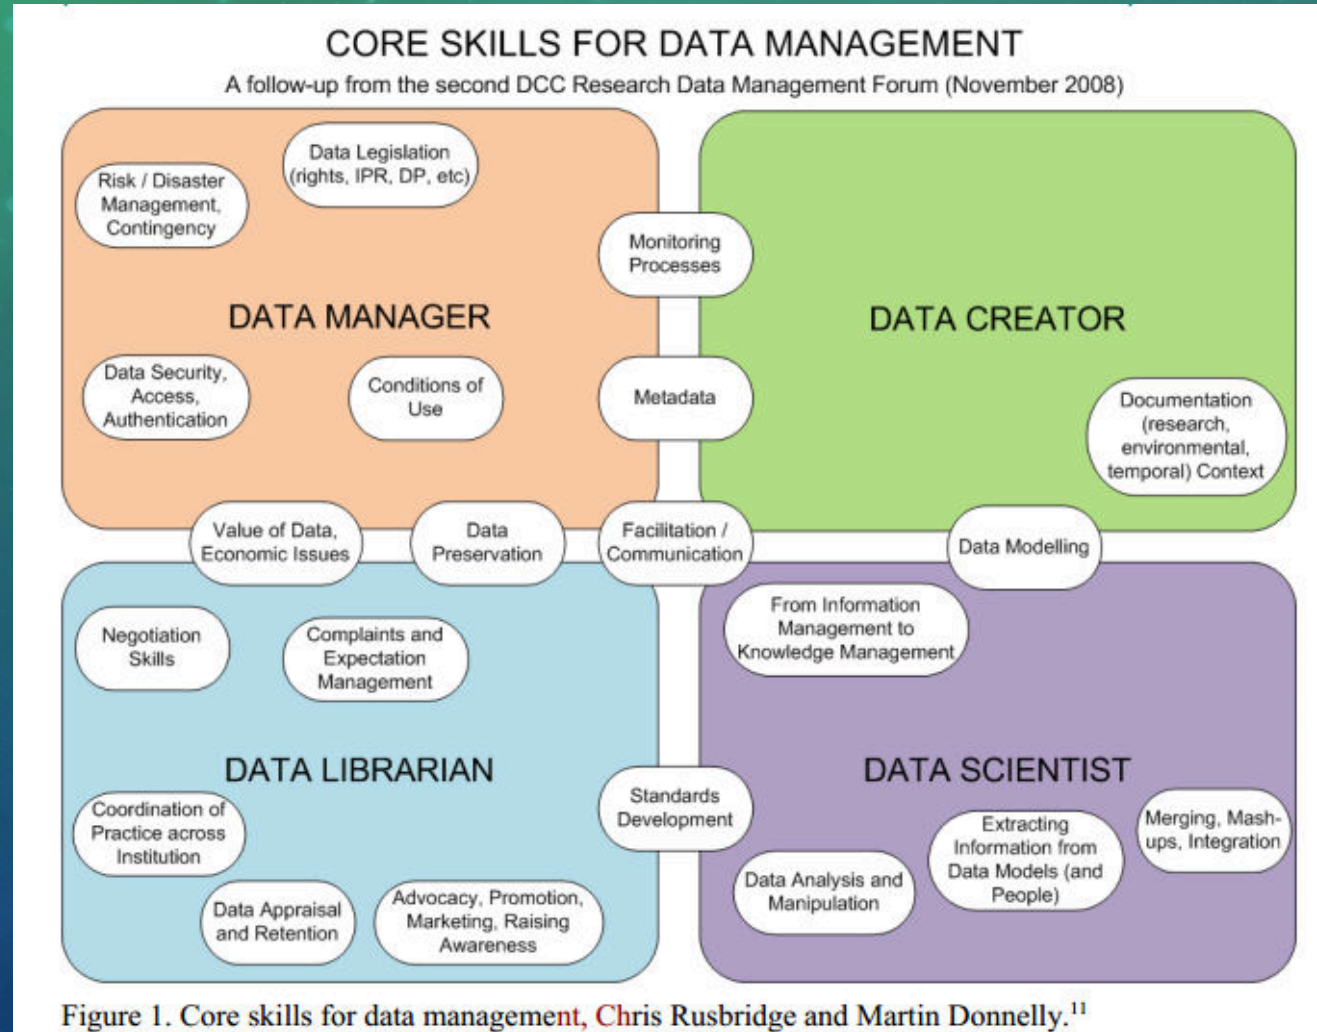 CORE SKILLS FOR DATA MANAGEMENT
A follow-up from the second DCC Research Data Management Forum (November 2008)
Data Legislation
(rights, IPR, DP, etc)
Risk / Disaster
Management,
Contingency
Monitoring
Processes
DATA MANAGER
DATA CREATOR
Data Security,
Access,
Authentication
Conditions of
Use
Metadata
Documentation
(research,
environmental,
temporal) Context
Value of Data,
Economic Issues
Data
Preservation
Facilitation /
Communication
Data Modelling
Negotiation
Skills
Complaints and
Expectation
Management
From Information
Management to
Knowledge Management
DATA LIBRARIAN
DATA SCIENTIST
Coordination of
Practice across
Institution
Standards
Development
Data Appraisal
and Retention
Advocacy, Promotion,
Marketing, Raising
Awareness
Data Analysis and
Manipulation
Extracting
Information from
Data Models (and
People)
Merging, Mash-
ups, Integration
Figure 1. Core skills for data management, Chris Rusbridge and Martin Donnelly.¹¹